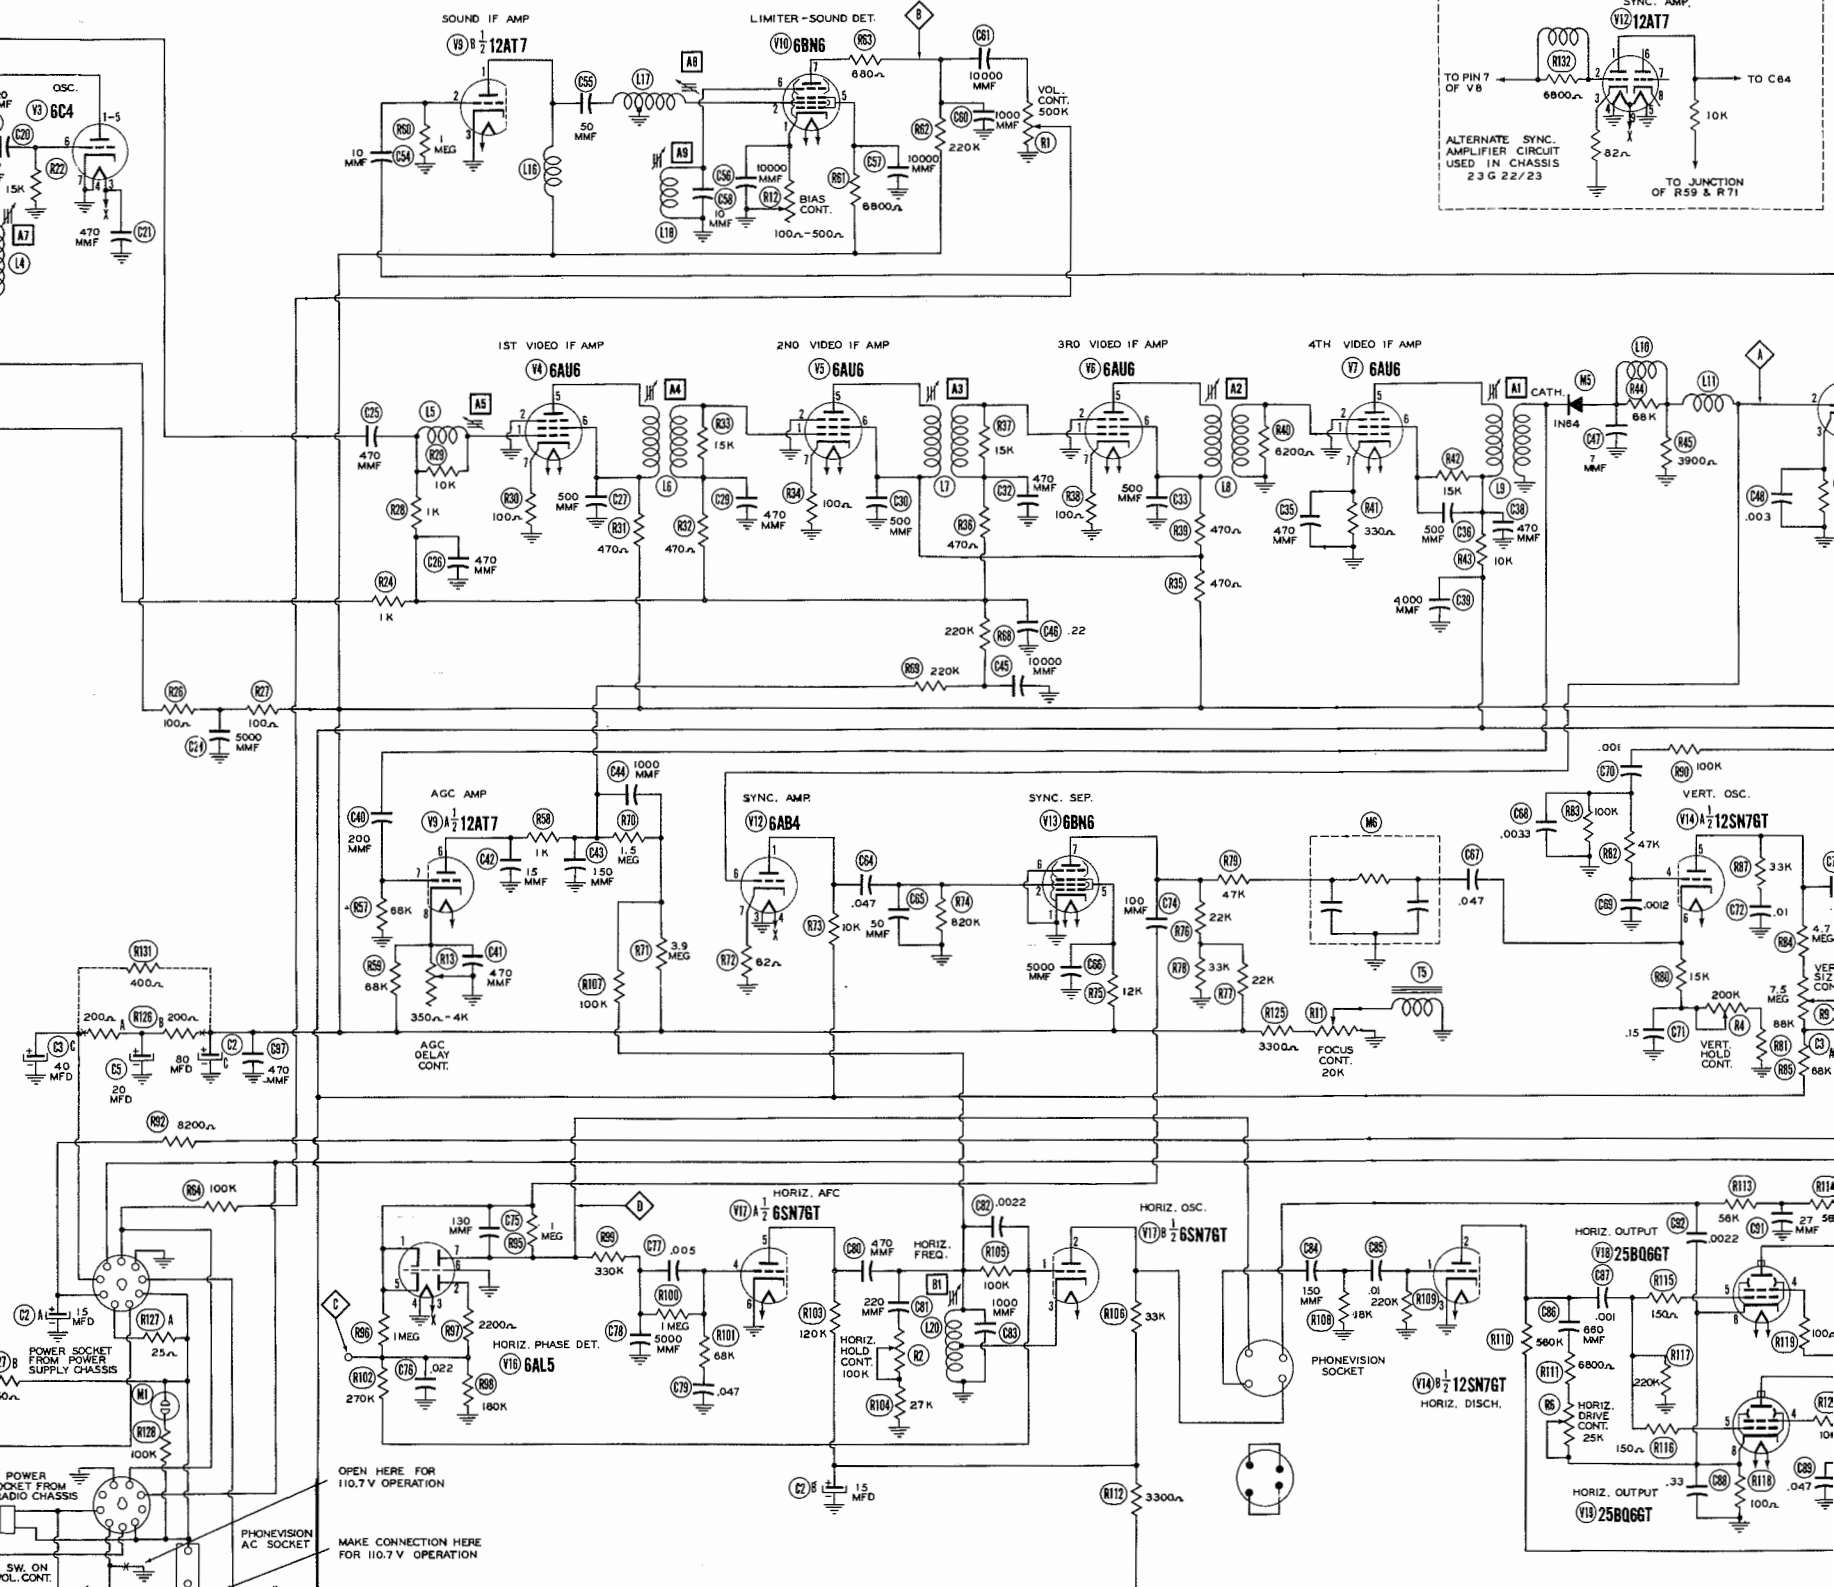 SOUND IF AMP
V9 B ½ 12AT7
LIMITER-SOUND DET.
V10 6BN6
R63
680Ω
B
C61
10000
MMF
VOL.
CONT.
500K
R1
SYNC. AMP.
V12 12AT7
R132
6800Ω
TO PIN 7
OF V8
TO C64
10K
82Ω
ALTERNATE SYNC.
AMPLIFIER CIRCUIT
USED IN CHASSIS
23G22/23
TO JUNCTION
OF R59 & R71
OSC.
V3 6C4
1-5
C20
R22
15K
470
MMF
C21
A7
L4
10
MMF
C54
R60
1
MEG
C55
50
MMF
L17
A8
L16
A9
L18
C56
10000
MMF
C58
10
MMF
R12
BIAS
CONT.
100Ω-500Ω
R61
6800Ω
C57
10000
MMF
R62
220K
C60
1000
MMF
1ST VIDEO IF AMP
V4 6AU6
2ND VIDEO IF AMP
V5 6AU6
3RD VIDEO IF AMP
V6 6AU6
4TH VIDEO IF AMP
V7 6AU6
C25
470
MMF
L5
A5
R29
10K
R28
1K
C26
470
MMF
R24
1K
R30
100Ω
500
MMF
C27
R31
470Ω
A4
L6
R33
15K
C29
470
MMF
R32
470Ω
R34
100Ω
C30
500
MMF
A3
L7
R37
15K
C32
470
MMF
R36
470Ω
R38
100Ω
500
MMF
C33
R39
470Ω
R35
470Ω
A2
L8
R40
6200Ω
C35
470
MMF
R41
330Ω
R42
15K
500
MMF
C36
C38
470
MMF
R43
10K
4000
MMF
C39
A1
L9
CATH.
M5
1N64
C47
7
MMF
L10
R44
68K
L11
R45
3900Ω
A
C48
.003
220K
R68
C46
.22
R69
220K
C45
10000
MMF
R26
100Ω
R27
100Ω
C24
5000
MMF
AGC AMP
V9 A ½ 12AT7
C40
200
MMF
R57
68K
R59
68K
R13
350Ω-4K
AGC
DELAY
CONT.
C41
470
MMF
C42
15
MMF
R58
1K
C43
150
MMF
C44
1000
MMF
R70
1.5
MEG
R107
100K
R71
3.9
MEG
SYNC. AMP.
V12 6AB4
R72
62Ω
R73
10K
C64
.047
50
MMF
C65
R74
820K
SYNC. SEP.
V13 6BN6
5000
MMF
C66
R75
12K
100
MMF
C74
R79
47K
22K
R76
R78
33K
R77
22K
M6
C67
.047
T5
R125
3300Ω
R11
FOCUS
CONT.
20K
.001
C70
R90
100K
C68
.0033
R83
100K
R82
47K
C69
.0012
VERT. OSC.
V14 A ½ 12SN7GT
R87
33K
C72
.01
R84
4.7
MEG
7.5
MEG
R9
R80
15K
200K
R4
.15
C71
VERT.
HOLD
CONT.
R81
88K
C3
R85
68K
R131
400Ω
200Ω A
R126 B
200Ω
C3 C
40
MFD
C5
20
MFD
80
MFD
C2
C
C97
470
MMF
R92
8200Ω
R64
100K
HORIZ. AFC
V17 A ½ 6SN7GT
HORIZ. OSC.
V17 B ½ 6SN7GT
C2 A
15
MFD
R127 A
25Ω
POWER SOCKET
FROM POWER
SUPPLY CHASSIS
M1
R128
100K
C
D
130
MMF
C75
R95
1
MEG
R96
1 MEG
R97
2200Ω
HORIZ. PHASE DET.
V16 6AL5
R102
270K
C76
.022
R98
180K
R99
330K
C77
.005
R100
1 MEG
C78
5000
MMF
R101
68K
C79
.047
R103
120K
C80
470
MMF
220
MMF
C81
HORIZ.
HOLD
CONT.
100K
R2
R104
27K
HORIZ.
FREQ.
B1
L20
C82
.0022
R105
100K
1000
MMF
C83
R106
33K
C2 B
15
MFD
R112
3300Ω
PHONEVISION
SOCKET
C84
150
MMF
R108
18K
C85
.01
220K
R109
V14 B ½ 12SN7GT
HORIZ. DISCH.
R110
560K
C86
660
MMF
6800Ω
R111
R6
HORIZ.
DRIVE
CONT.
25K
HORIZ. OUTPUT
V18 25BQ6GT
C87
.001
R115
150Ω
C92
.0022
R113
56K
C91
27
MMF
R119
R117
220K
150Ω R116
.33
C88
R118
100Ω
C89
.047
HORIZ. OUTPUT
V19 25BQ6GT
OPEN HERE FOR
110.7 V OPERATION
MAKE CONNECTION HERE
FOR 110.7 V OPERATION
PHONEVISION
AC SOCKET
POWER
SW. ON